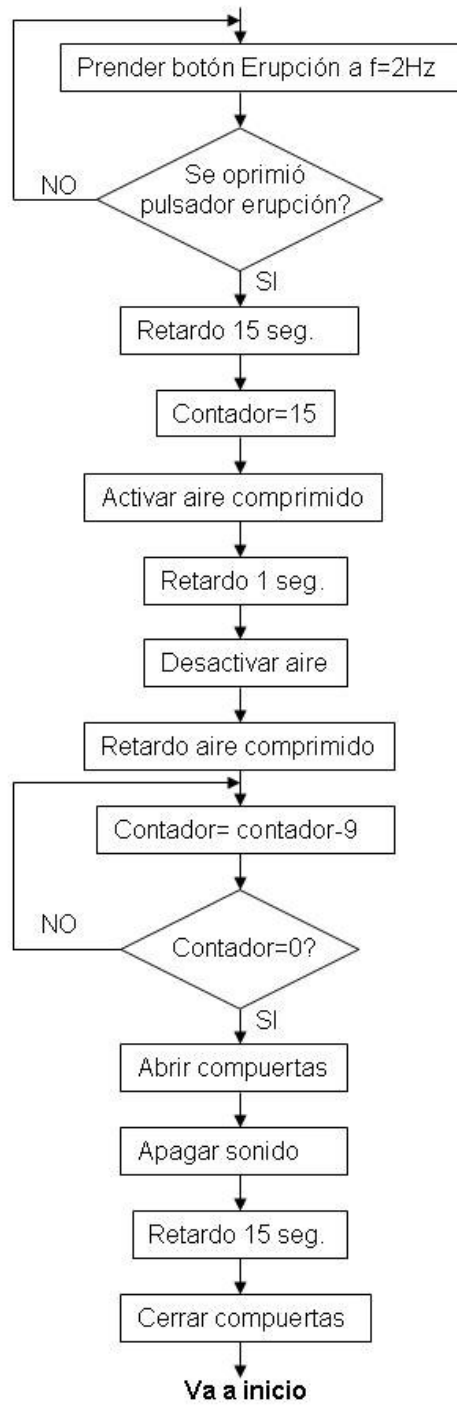 Prender botón Erupción a f=2Hz
Se oprimió
pulsador erupción?
NO
SI
Retardo 15 seg.
Contador=15
Activar aire comprimido
Retardo 1 seg.
Desactivar aire
Retardo aire comprimido
Contador= contador-9
NO
Contador=0?
SI
Abrir compuertas
Apagar sonido
Retardo 15 seg.
Cerrar compuertas
Va a inicio